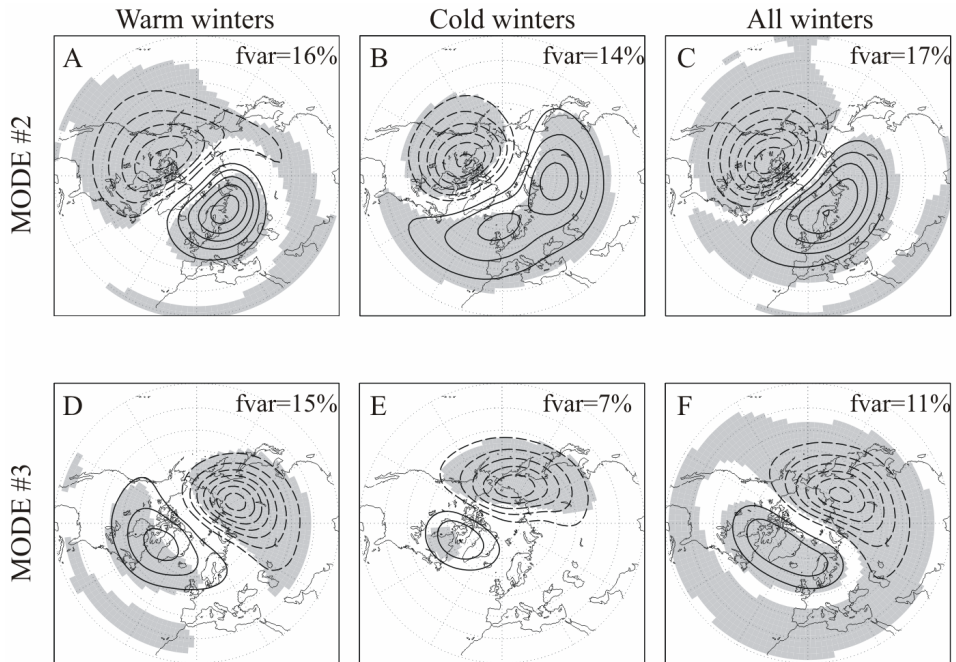 Warm winters
Cold winters
All winters
MODE #2
A
fvar=16%
B
fvar=14%
C
fvar=17%
MODE #3
D
fvar=15%
E
fvar=7%
F
fvar=11%